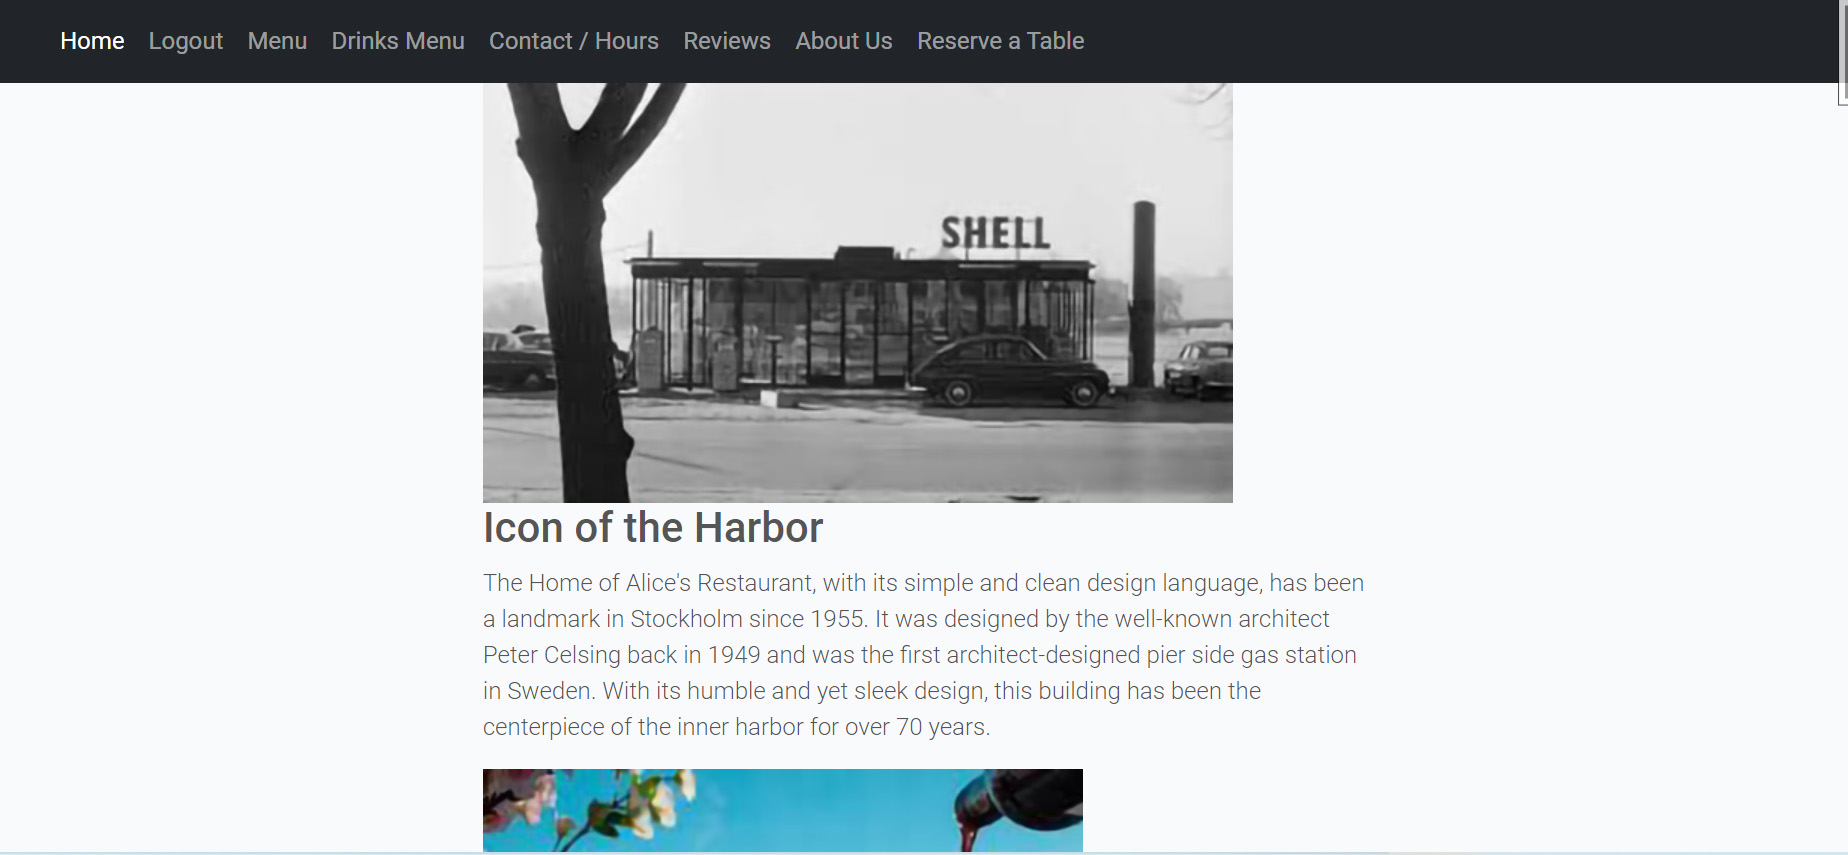 Home Logout Menu Drinks Menu Contact / Hours Reviews About Us Reserve a Table
SHELL
Icon of the Harbor
The Home of Alice's Restaurant, with its simple and clean design language, has been
a landmark in Stockholm since 1955. It was designed by the well-known architect
Peter Celsing back in 1949 and was the first architect-designed pier side gas station
in Sweden. With its humble and yet sleek design, this building has been the
centerpiece of the inner harbor for over 70 years.